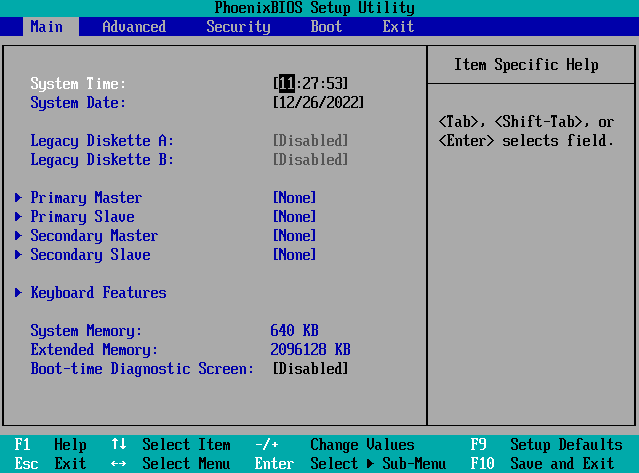 PhoenixBIOS Setup Utility
Main Advanced Security Boot Exit
Item Specific Help
System Time: [11:27:53]
System Date: [12/26/2022]
<Tab>, <Shift-Tab>, or
<Enter> selects field.
Legacy Diskette A: [Disabled]
Legacy Diskette B: [Disabled]
Primary Master [None]
Primary Slave [None]
Secondary Master [None]
Secondary Slave [None]
Keyboard Features
System Memory: 640 KB
Extended Memory: 2096128 KB
Boot-time Diagnostic Screen: [Disabled]
F1 Help ↑↓ Select Item -/+ Change Values F9 Setup Defaults
Esc Exit ↔ Select Menu Enter Select ▶ Sub-Menu F10 Save and Exit